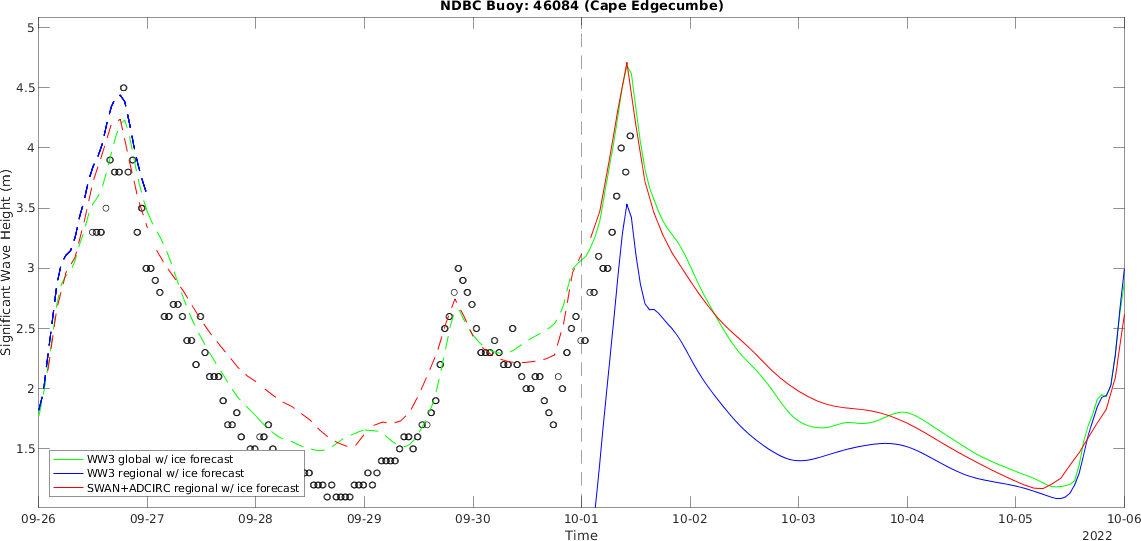 NDBC Buoy: 46084 (Cape Edgecumbe)
5
4.5
4
3.5
3
2.5
2
1.5
Significant Wave Height (m)
WW3 global w/ ice forecast
WW3 regional w/ ice forecast
SWAN+ADCIRC regional w/ ice forecast
09-26 09-27 09-28 09-29 09-30 10-01 10-02 10-03 10-04 10-05 10-06
Time
2022